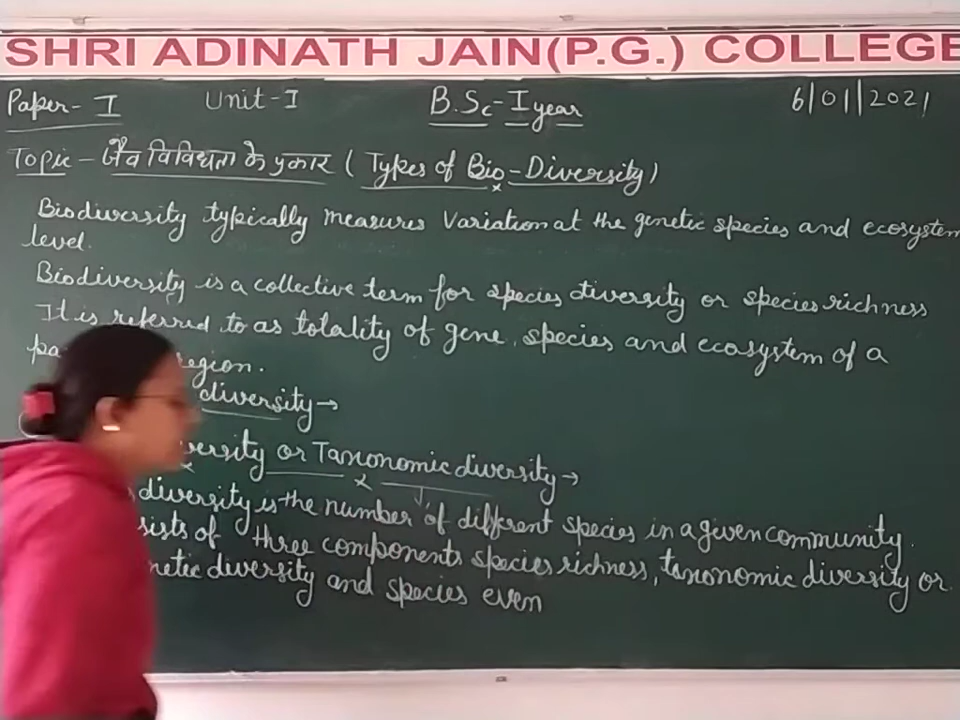 SHRI ADINATH JAIN(P.G.) COLLEGE
Paper - I Unit - I B.Sc - I year 6/01/2021
Topic - जैव विविधता के प्रकार ( Types of Bio-Diversity)
Biodiversity typically measures variation at the genetic species and ecosystem
level.
Biodiversity is a collective term for species diversity or species richness
It is referred to as totality of gene, species and ecosystem of a
region.
diversity →
or Taxonomic diversity →
diversity is the number of different species in a given community.
of three components species richness, taxonomic diversity or
diversity and species even